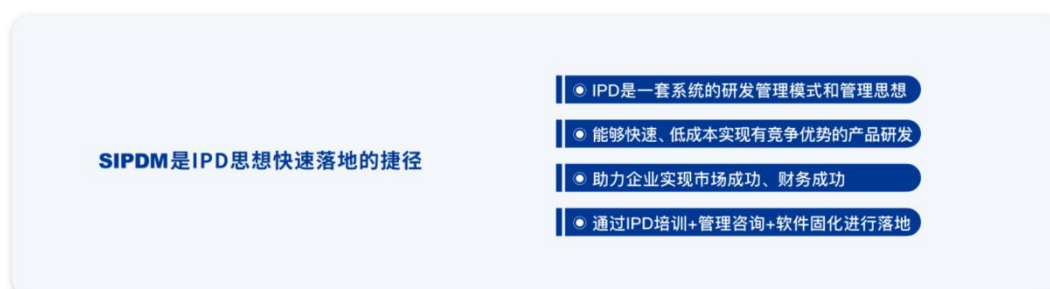 SIPDM是IPD思想快速落地的捷径
IPD是一套系统的研发管理模式和管理思想
能够快速、低成本实现有竞争优势的产品研发
助力企业实现市场成功、财务成功
通过IPD培训+管理咨询+软件固化进行落地